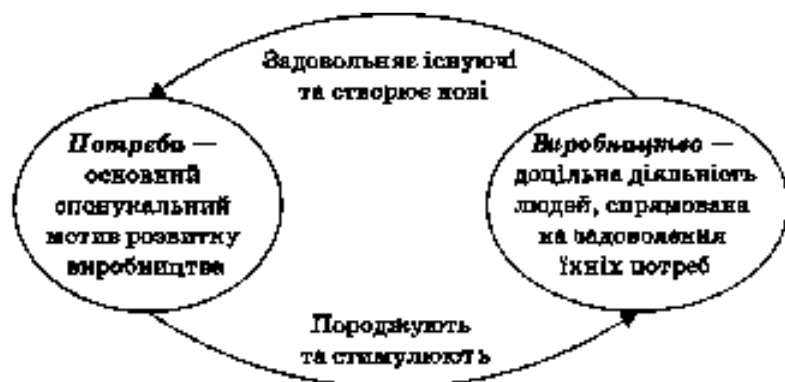 Задовольняє існуючі
та створює нові
Потреба —
основний
спонукальний
мотив розвитку
виробництва
Виробництво —
доцільна діяльність
людей, спрямована
на задоволення
їхніх потреб
Породжують
та стимулюють